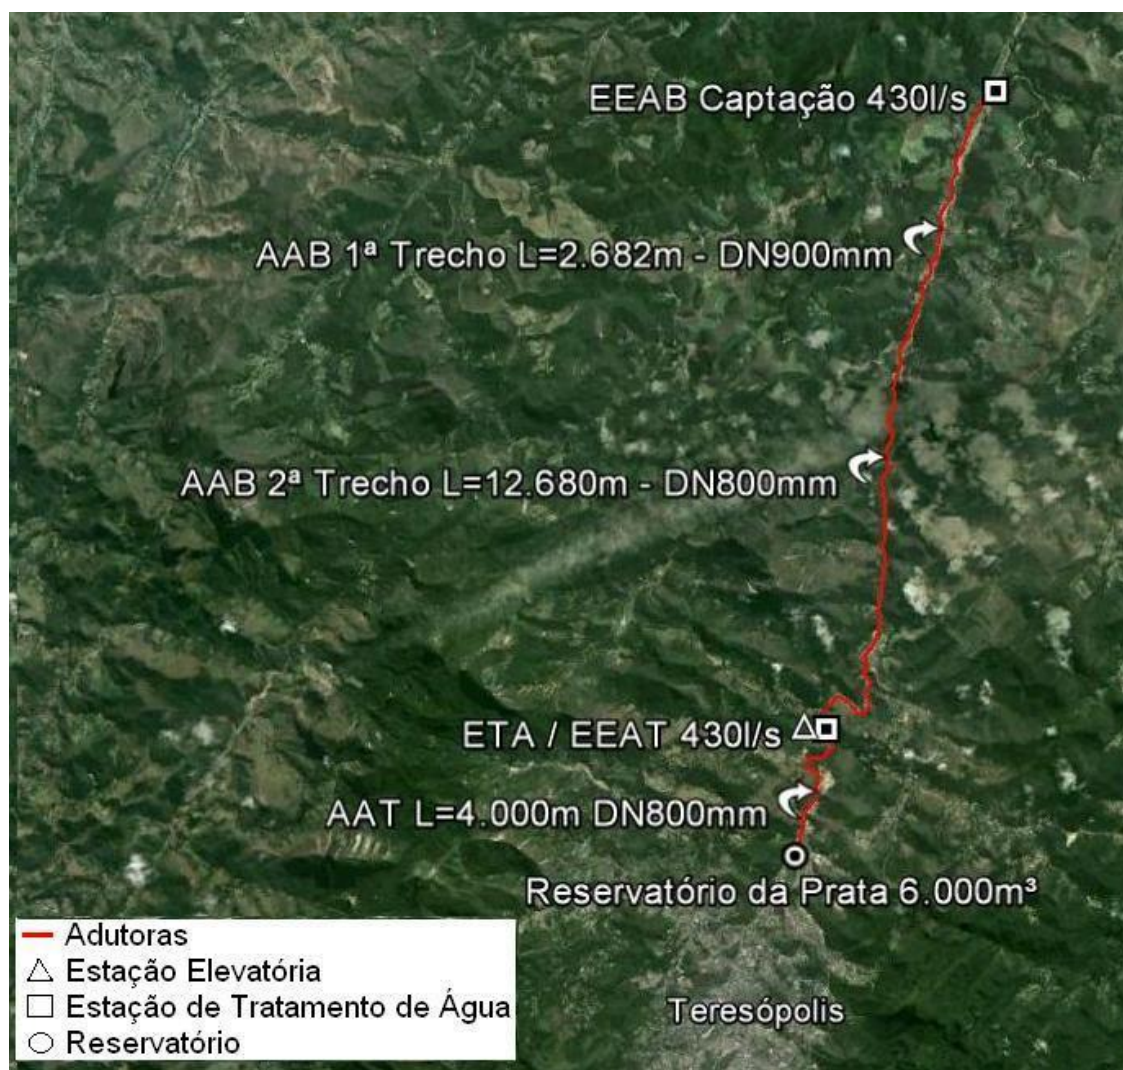 EEAB Captação 430l/s
AAB 1ª Trecho L=2.682m - DN900mm
AAB 2ª Trecho L=12.680m - DN800mm
ETA / EEAT 430l/s
AAT L=4.000m DN800mm
Reservatório da Prata 6.000m³
Adutoras
Estação Elevatória
Estação de Tratamento de Água
Reservatório
Teresópolis